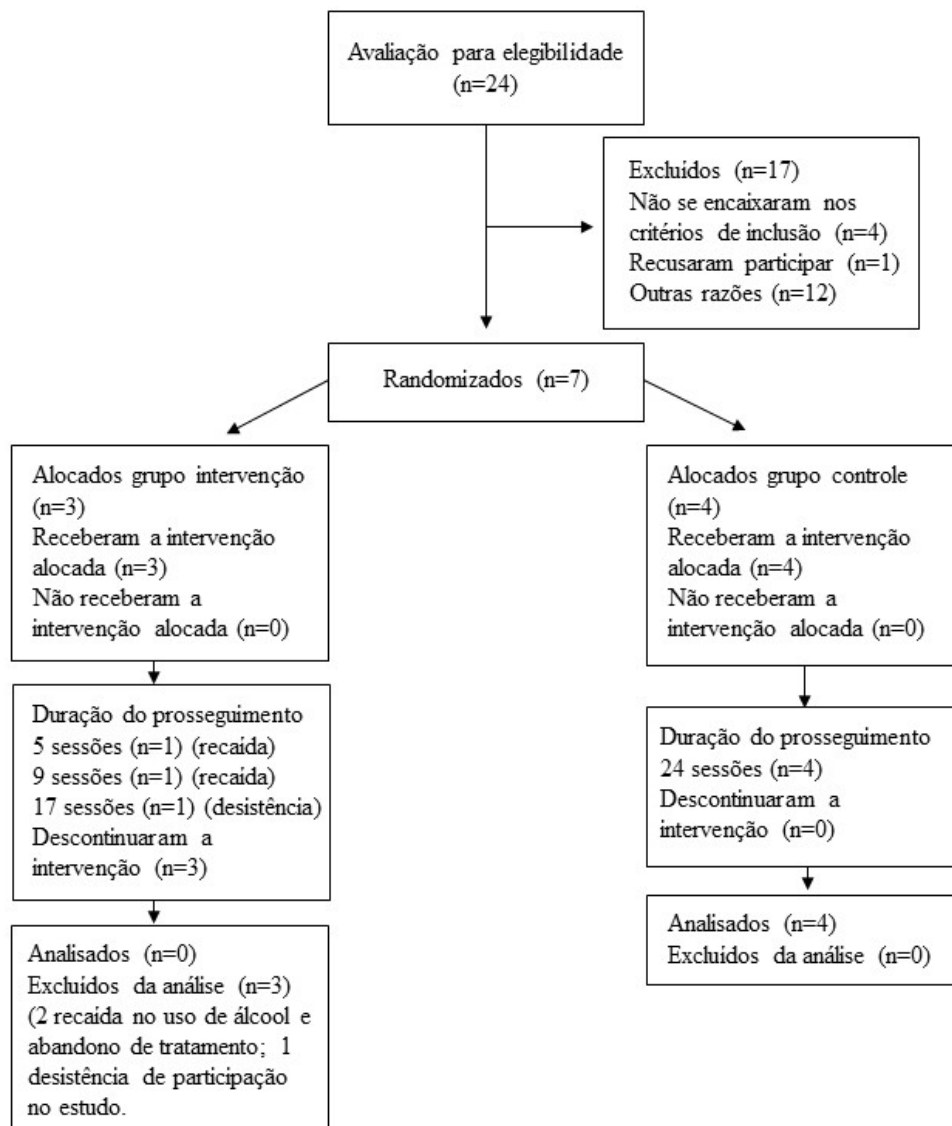 Avaliação para elegibilidade
(n=24)
Excluídos (n=17)
Não se encaixaram nos
critérios de inclusão (n=4)
Recusaram participar (n=1)
Outras razões (n=12)
Randomizados (n=7)
Alocados grupo intervenção
(n=3)
Receberam a intervenção
alocada (n=3)
Não receberam a
intervenção alocada (n=0)
Alocados grupo controle
(n=4)
Receberam a intervenção
alocada (n=4)
Não receberam a
intervenção alocada (n=0)
Duração do prosseguimento
5 sessões (n=1) (recaída)
9 sessões (n=1) (recaída)
17 sessões (n=1) (desistência)
Descontinuaram a
intervenção (n=3)
Duração do prosseguimento
24 sessões (n=4)
Descontinuaram a
intervenção (n=0)
Analisados (n=0)
Excluídos da análise (n=3)
(2 recaída no uso de álcool e
abandono de tratamento; 1
desistência de participação
no estudo.
Analisados (n=4)
Excluídos da análise (n=0)